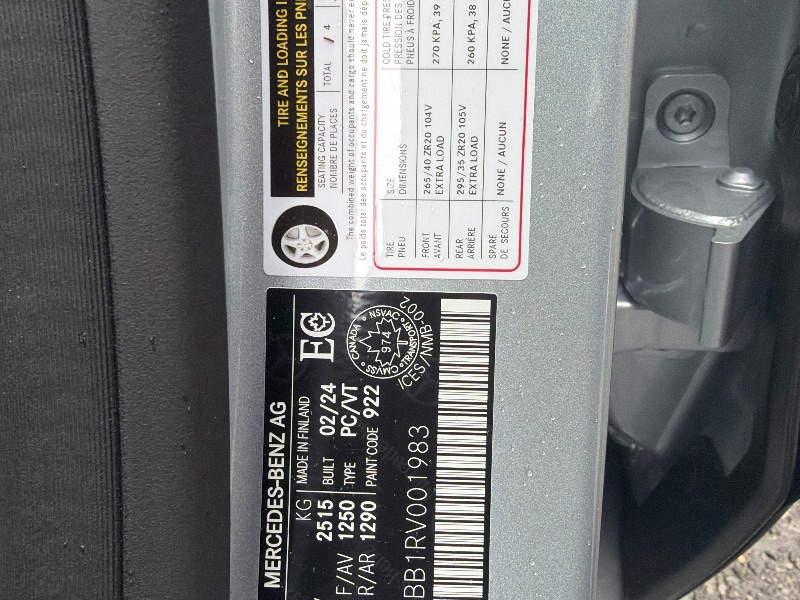 TIRE AND LOADING
RENSEIGNEMENTS SUR LES
SEATING CAPACITY
NOMBRE DE PLACES
TOTAL 4
The combined weight of occupants and cargo should never
Le poids total des occupants et du chargement ne doit jamais
TIRE
PNEU
SIZE
DIMENSIONS
COLD TIRE
PRESSION DES
PNEUS À FROID
FRONT
AVANT
265/40 ZR20 104V
EXTRA LOAD
270 KPA, 39
REAR
ARRIÈRE
295/35 ZR20 105V
EXTRA LOAD
260 KPA, 38
SPARE
DE SECOURS
NONE / AUCUN
NONE / AUCU
MERCEDES-BENZ AG
KG MADE IN FINLAND
2515 BUILT 02/24
F/AV 1250 TYPE PC/VT
R/AR 1290 PAINT CODE 922
EC
CANADA
NSVAC
974
CMVSS
TRANSPORT
ICES/NMB-002
BB1RV001983